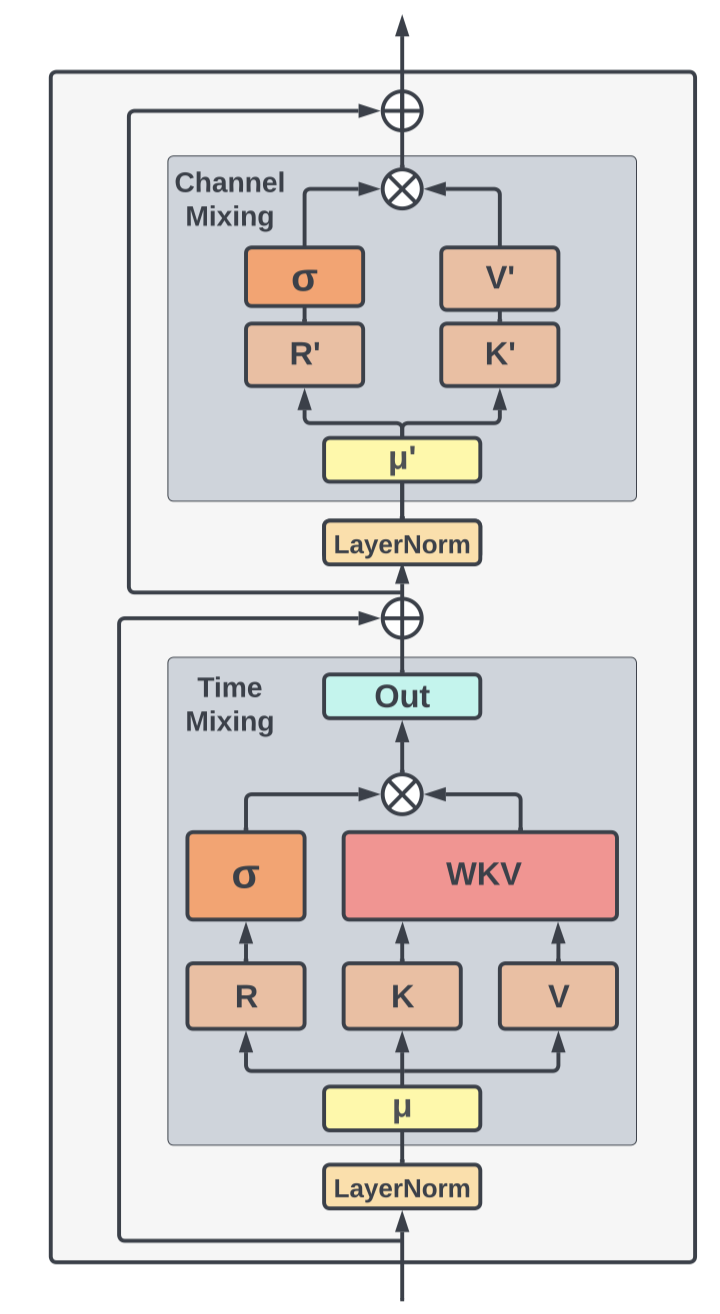 Channel
Mixing
σ
V'
R'
K'
μ'
LayerNorm
Time
Mixing
Out
σ
WKV
R
K
V
μ
LayerNorm